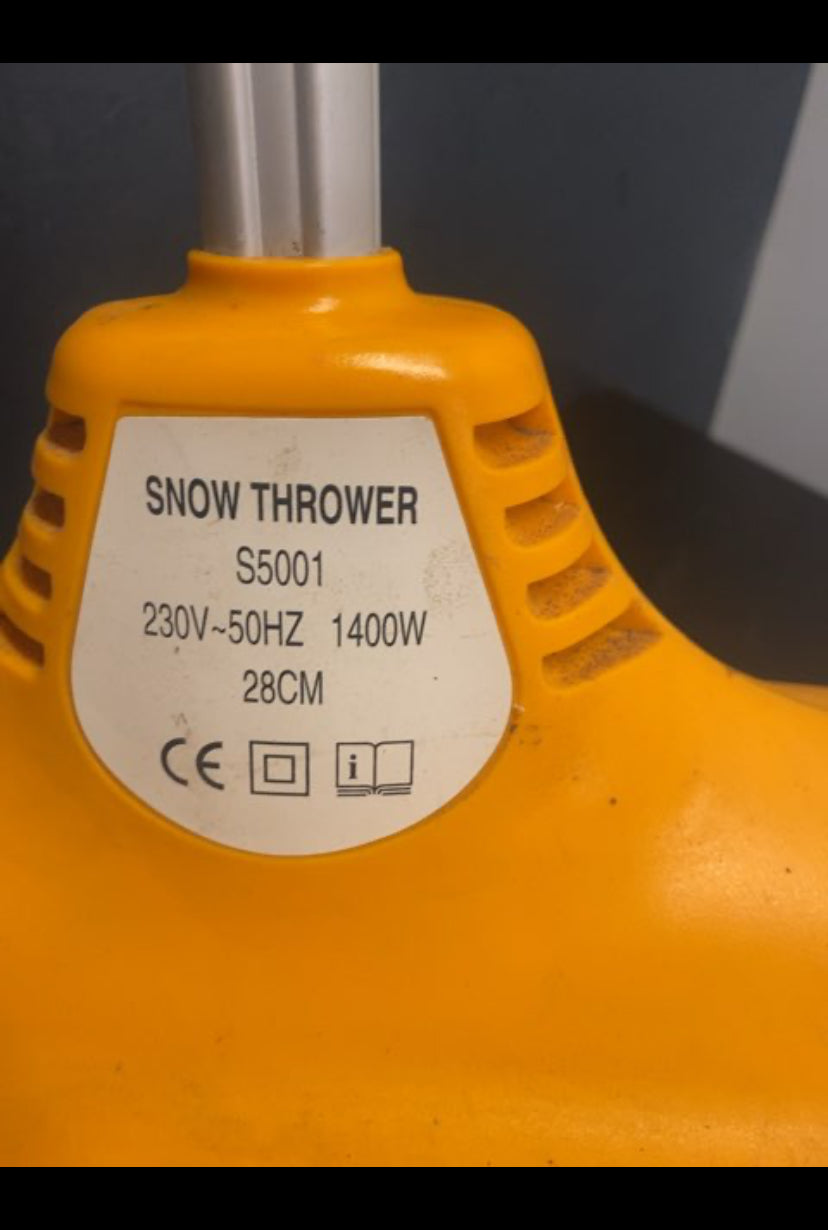 SNOW THROWER
S5001
230V~50HZ 1400W
28CM
CE i